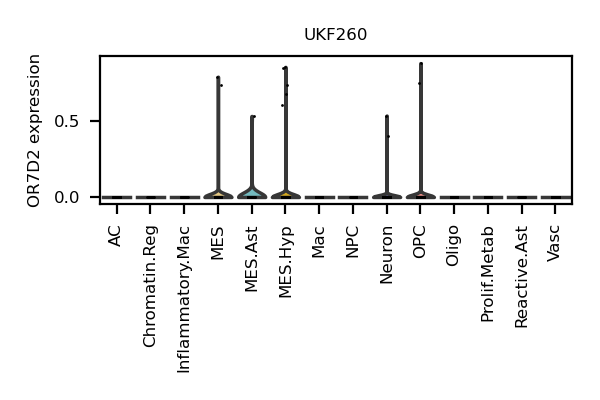 UKF260
OR7D2 expression
0.5
0.0
AC
Chromatin.Reg
Inflammatory.Mac
MES
MES.Ast
MES.Hyp
Mac
NPC
Neuron
OPC
Oligo
Prolif.Metab
Reactive.Ast
Vasc